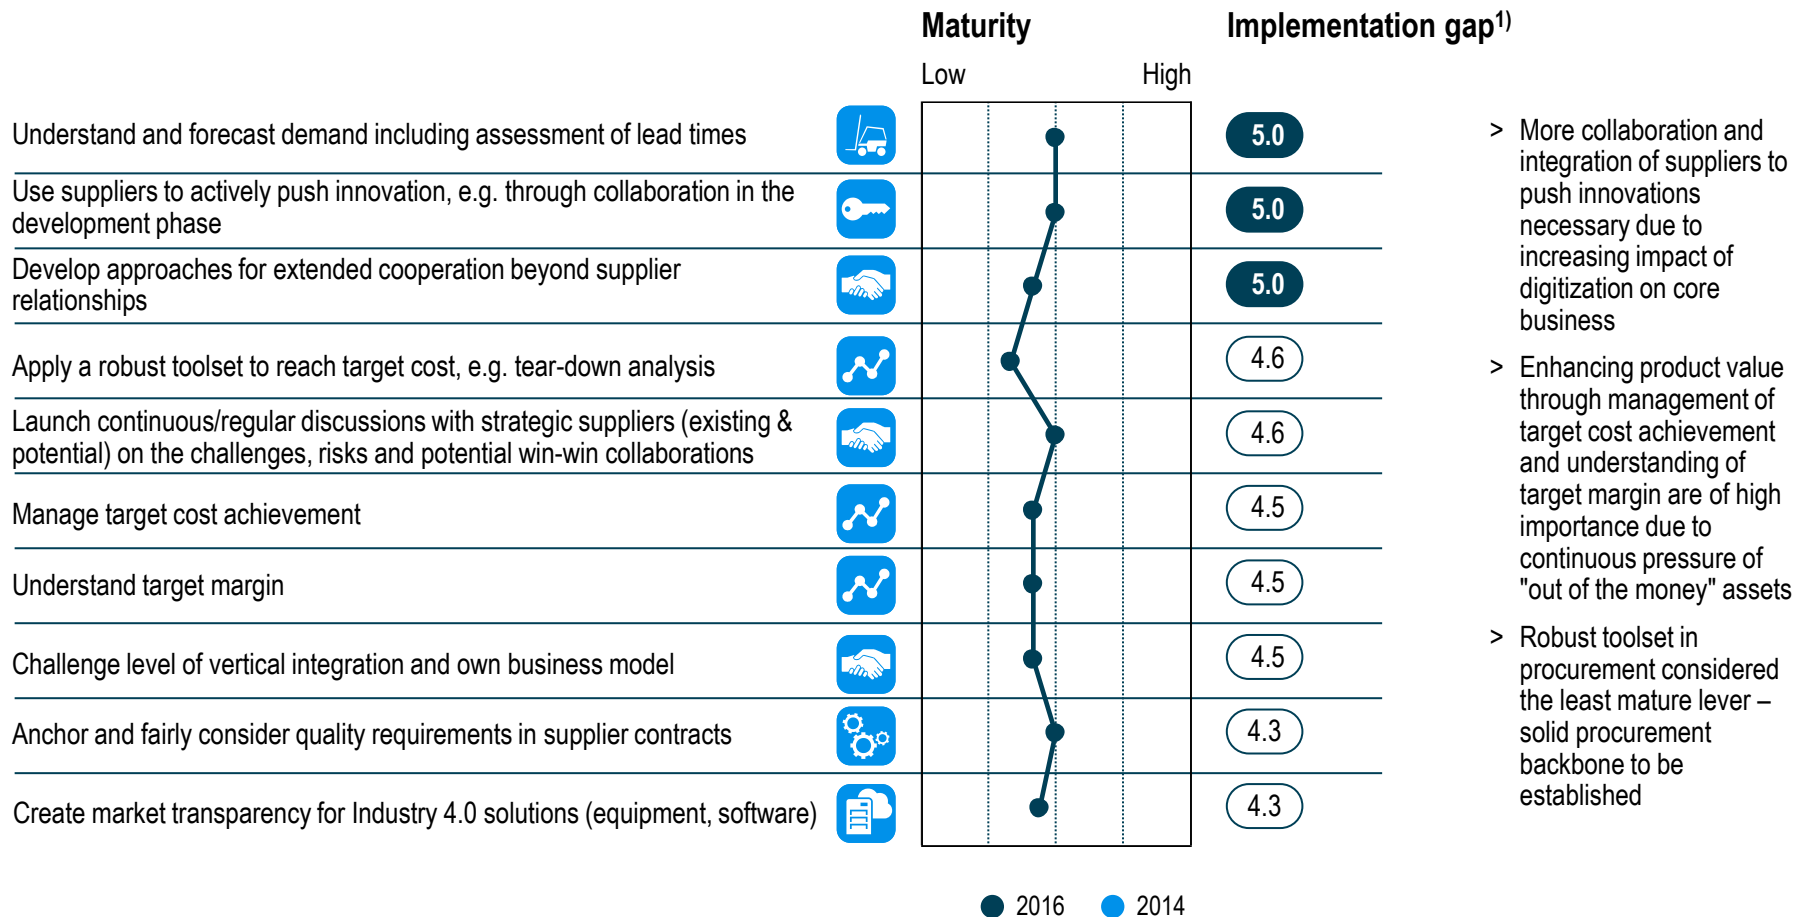 Maturity
Implementation gap1)
Low
High
Understand and forecast demand including assessment of lead times
5.0
Use suppliers to actively push innovation, e.g. through collaboration in the
development phase
5.0
Develop approaches for extended cooperation beyond supplier
relationships
5.0
Apply a robust toolset to reach target cost, e.g. tear-down analysis
4.6
Launch continuous/regular discussions with strategic suppliers (existing &
potential) on the challenges, risks and potential win-win collaborations
4.6
Manage target cost achievement
4.5
Understand target margin
4.5
Challenge level of vertical integration and own business model
4.5
Anchor and fairly consider quality requirements in supplier contracts
4.3
Create market transparency for Industry 4.0 solutions (equipment, software)
4.3
> More collaboration and
integration of suppliers to
push innovations
necessary due to
increasing impact of
digitization on core
business
> Enhancing product value
through management of
target cost achievement
and understanding of
target margin are of high
importance due to
continuous pressure of
"out of the money" assets
> Robust toolset in
procurement considered
the least mature lever –
solid procurement
backbone to be
established
2016
2014